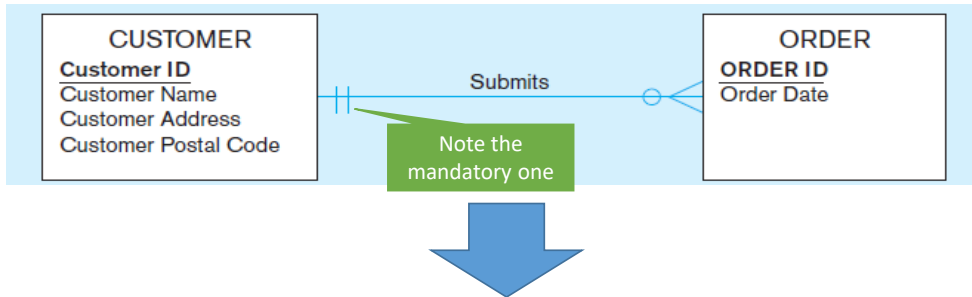 CUSTOMER
Customer ID
Customer Name
Customer Address
Customer Postal Code
Submits
ORDER
ORDER ID
Order Date
Note the
mandatory one